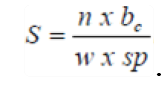 S = n x b_c / w x sp .